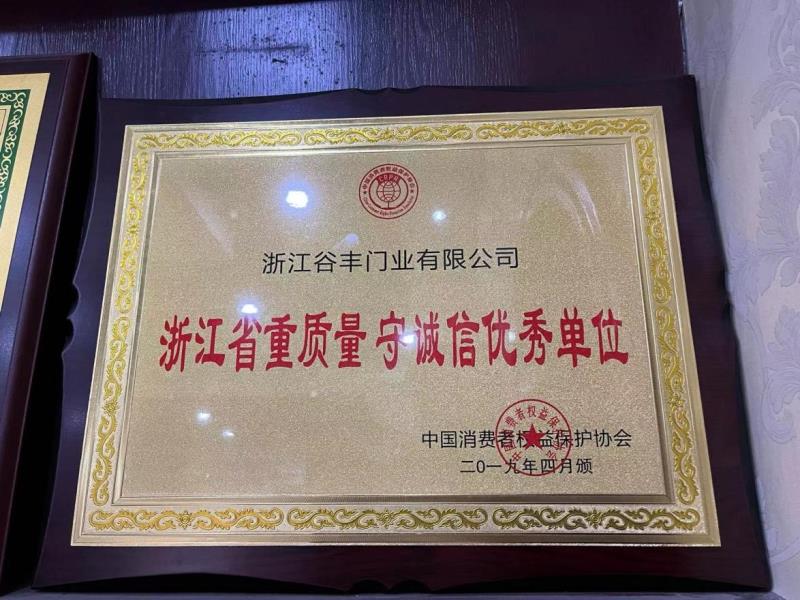 浙江谷丰门业有限公司
浙江省重质量 守诚信优秀单位
中国消费者权益保护协会
二0一九年四月颁